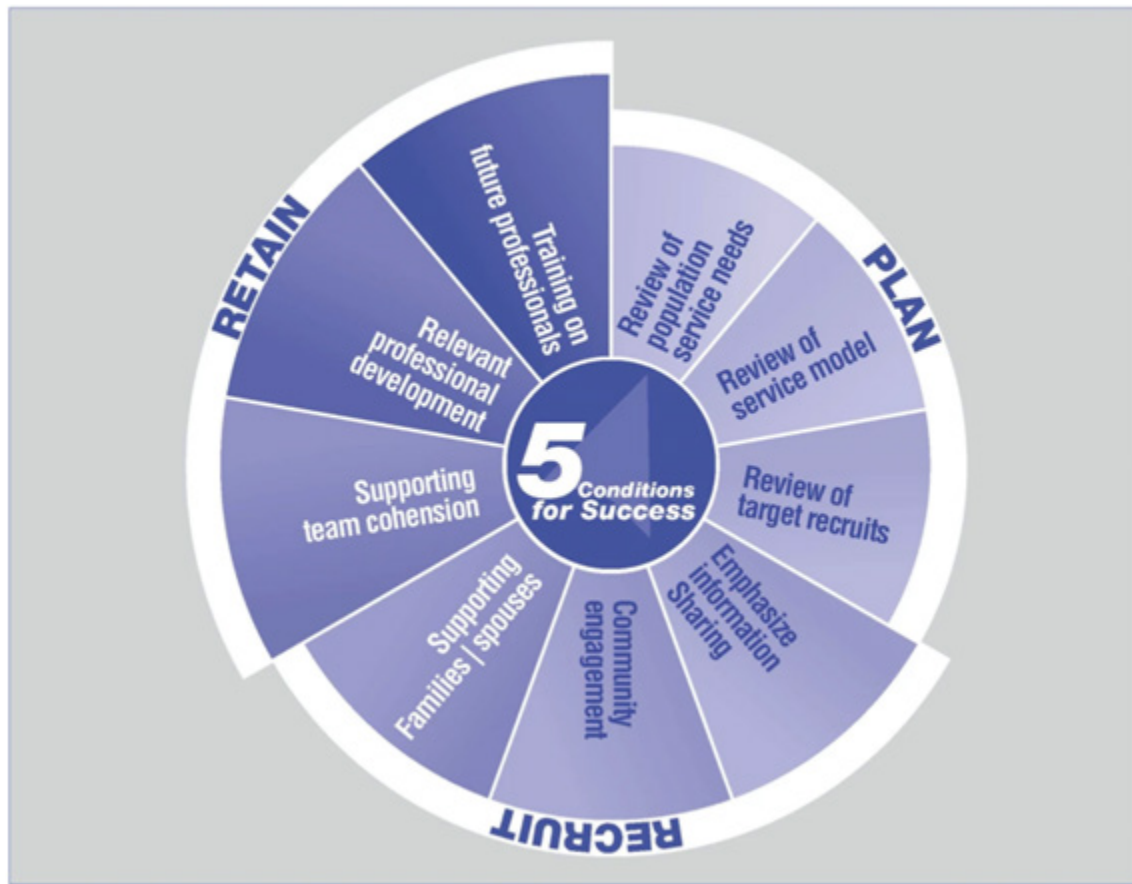 5
Conditions
for Success
PLAN
Review of
population
service needs
Review of
service model
Review of
target recruits
RECRUIT
Emphasize
information
Sharing
Community
engagement
Supporting
Families | spouses
RETAIN
Supporting
team cohension
Relevant
professional
development
Training on
future professionals